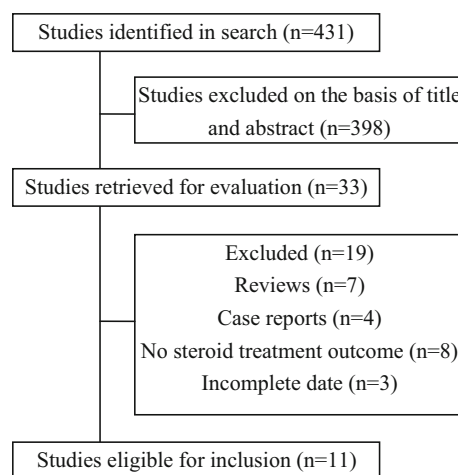 Studies identified in search (n=431)
Studies excluded on the basis of title
and abstract (n=398)
Studies retrieved for evaluation (n=33)
Excluded (n=19)
Reviews (n=7)
Case reports (n=4)
No steroid treatment outcome (n=8)
Incomplete date (n=3)
Studies eligible for inclusion (n=11)